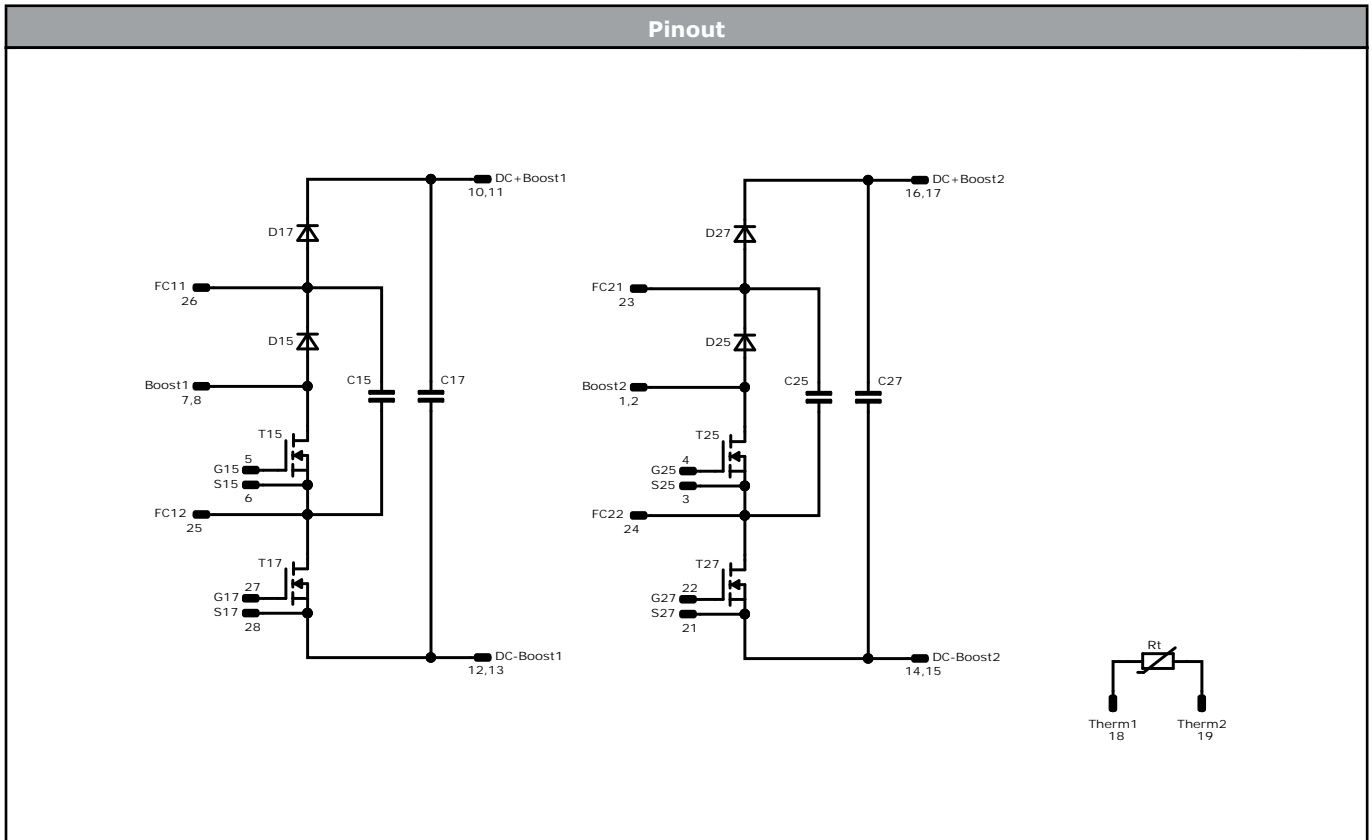 Pinout
DC+Boost1
10,11
D17
FC11
26
D15
Boost1
7,8
C15
C17
T15
5
G15
S15
6
FC12
25
T17
27
G17
S17
28
DC-Boost1
12,13
DC+Boost2
16,17
D27
FC21
23
D25
Boost2
1,2
C25
C27
T25
4
G25
S25
3
FC22
24
T27
22
G27
S27
21
DC-Boost2
14,15
Rt
Therm1
18
Therm2
19